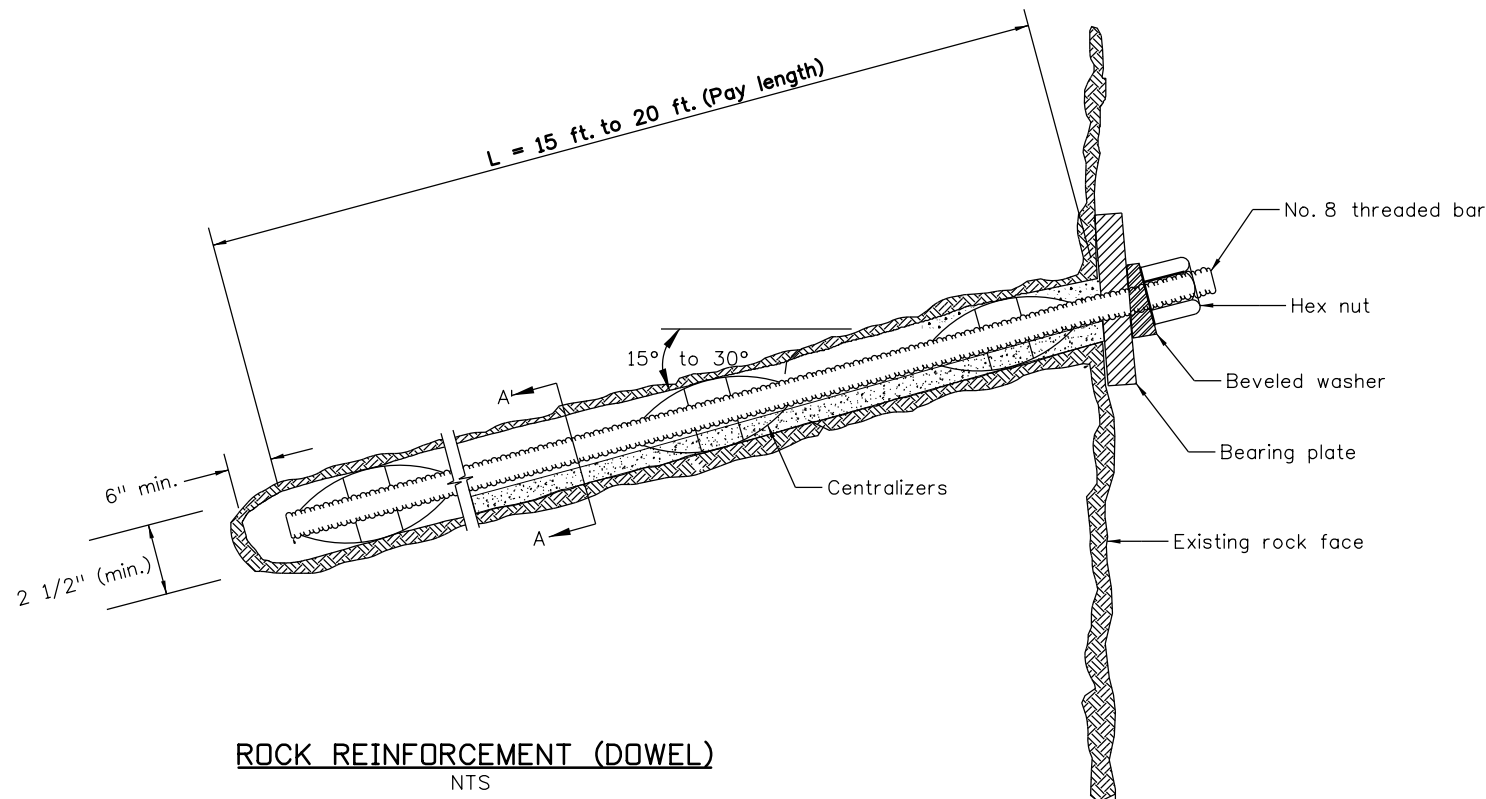 L = 15 ft. to 20 ft. (Pay length)
No. 8 threaded bar
Hex nut
15° to 30°
Beveled washer
A'
Bearing plate
6" min.
Centralizers
A
Existing rock face
2 1/2" (min.)
ROCK REINFORCEMENT (DOWEL)
NTS